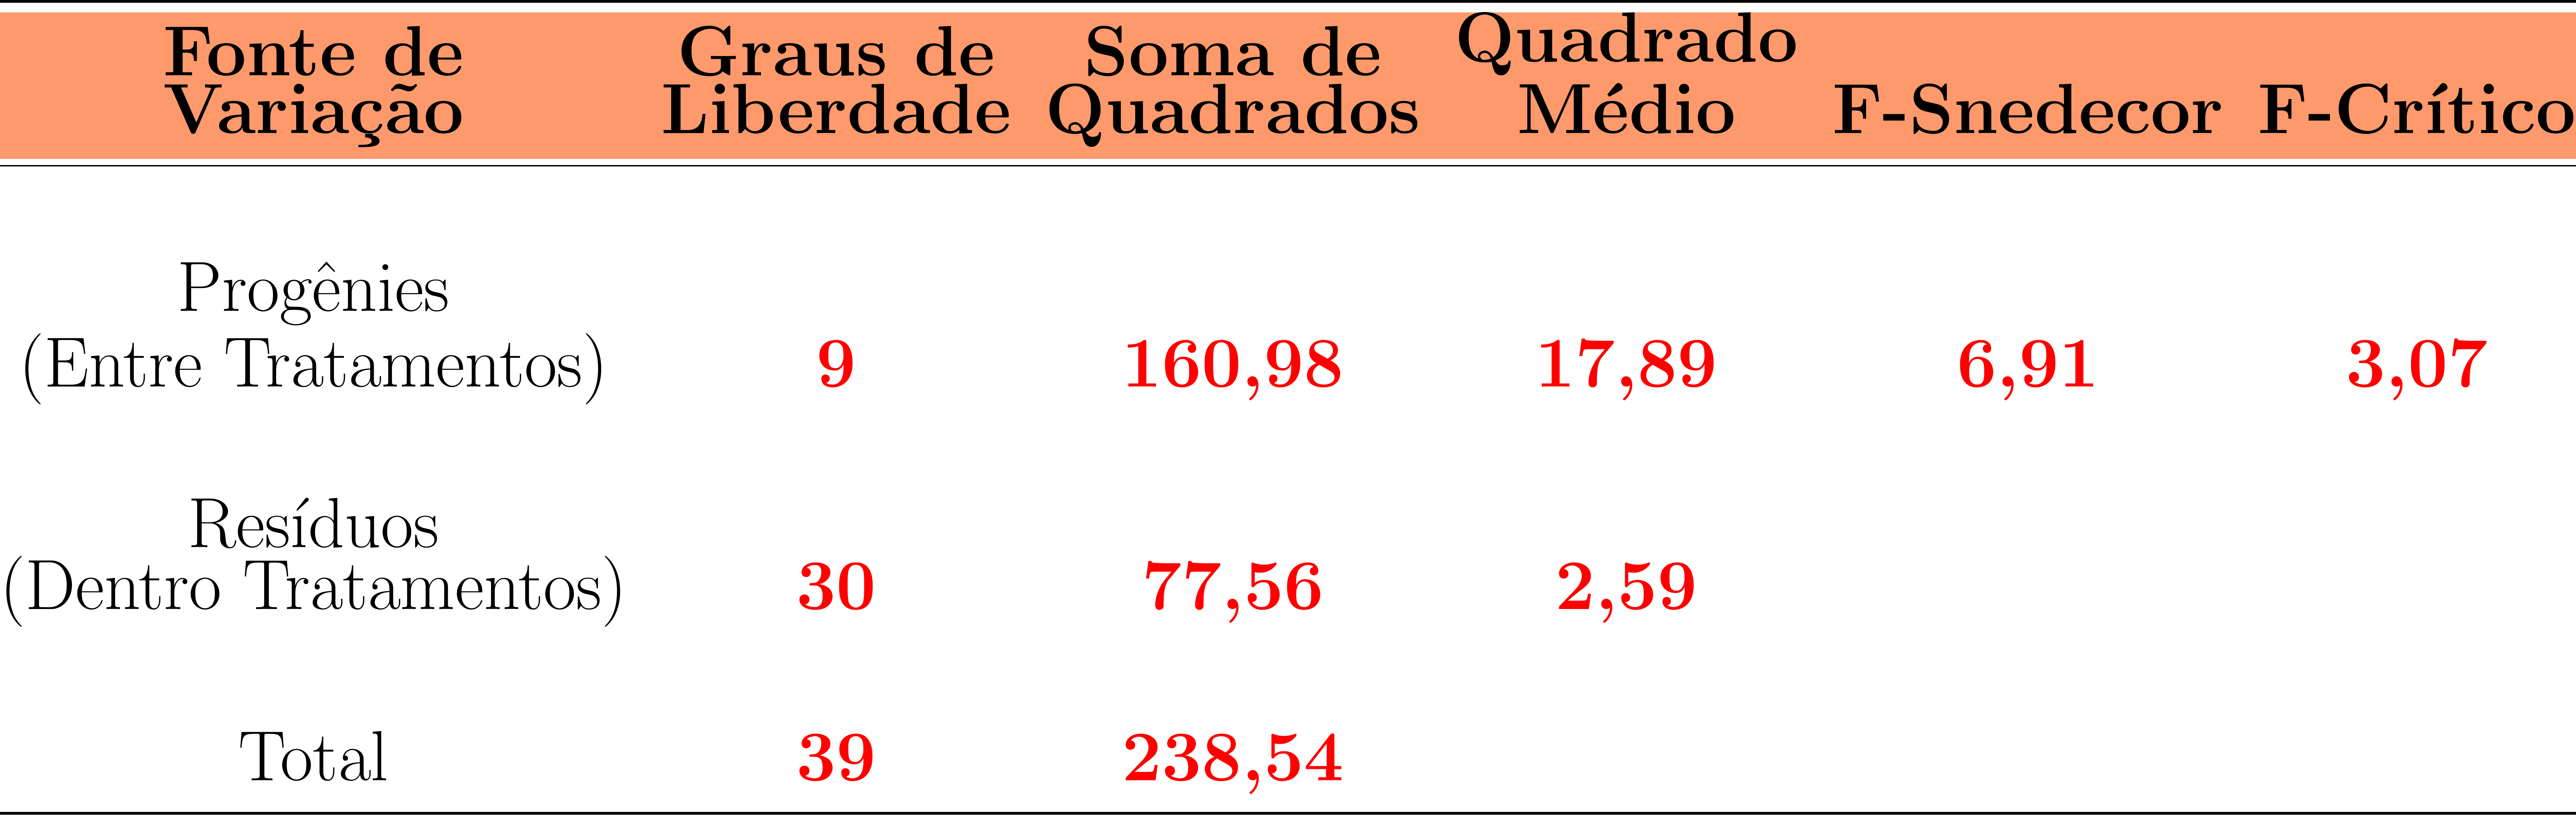 Fonte de Variação Graus de Liberdade Soma de Quadrados Quadrado Médio F-Snedecor F-Crítico
Progênies
(Entre Tratamentos) 9 160,98 17,89 6,91 3,07
Resíduos
(Dentro Tratamentos) 30 77,56 2,59
Total 39 238,54